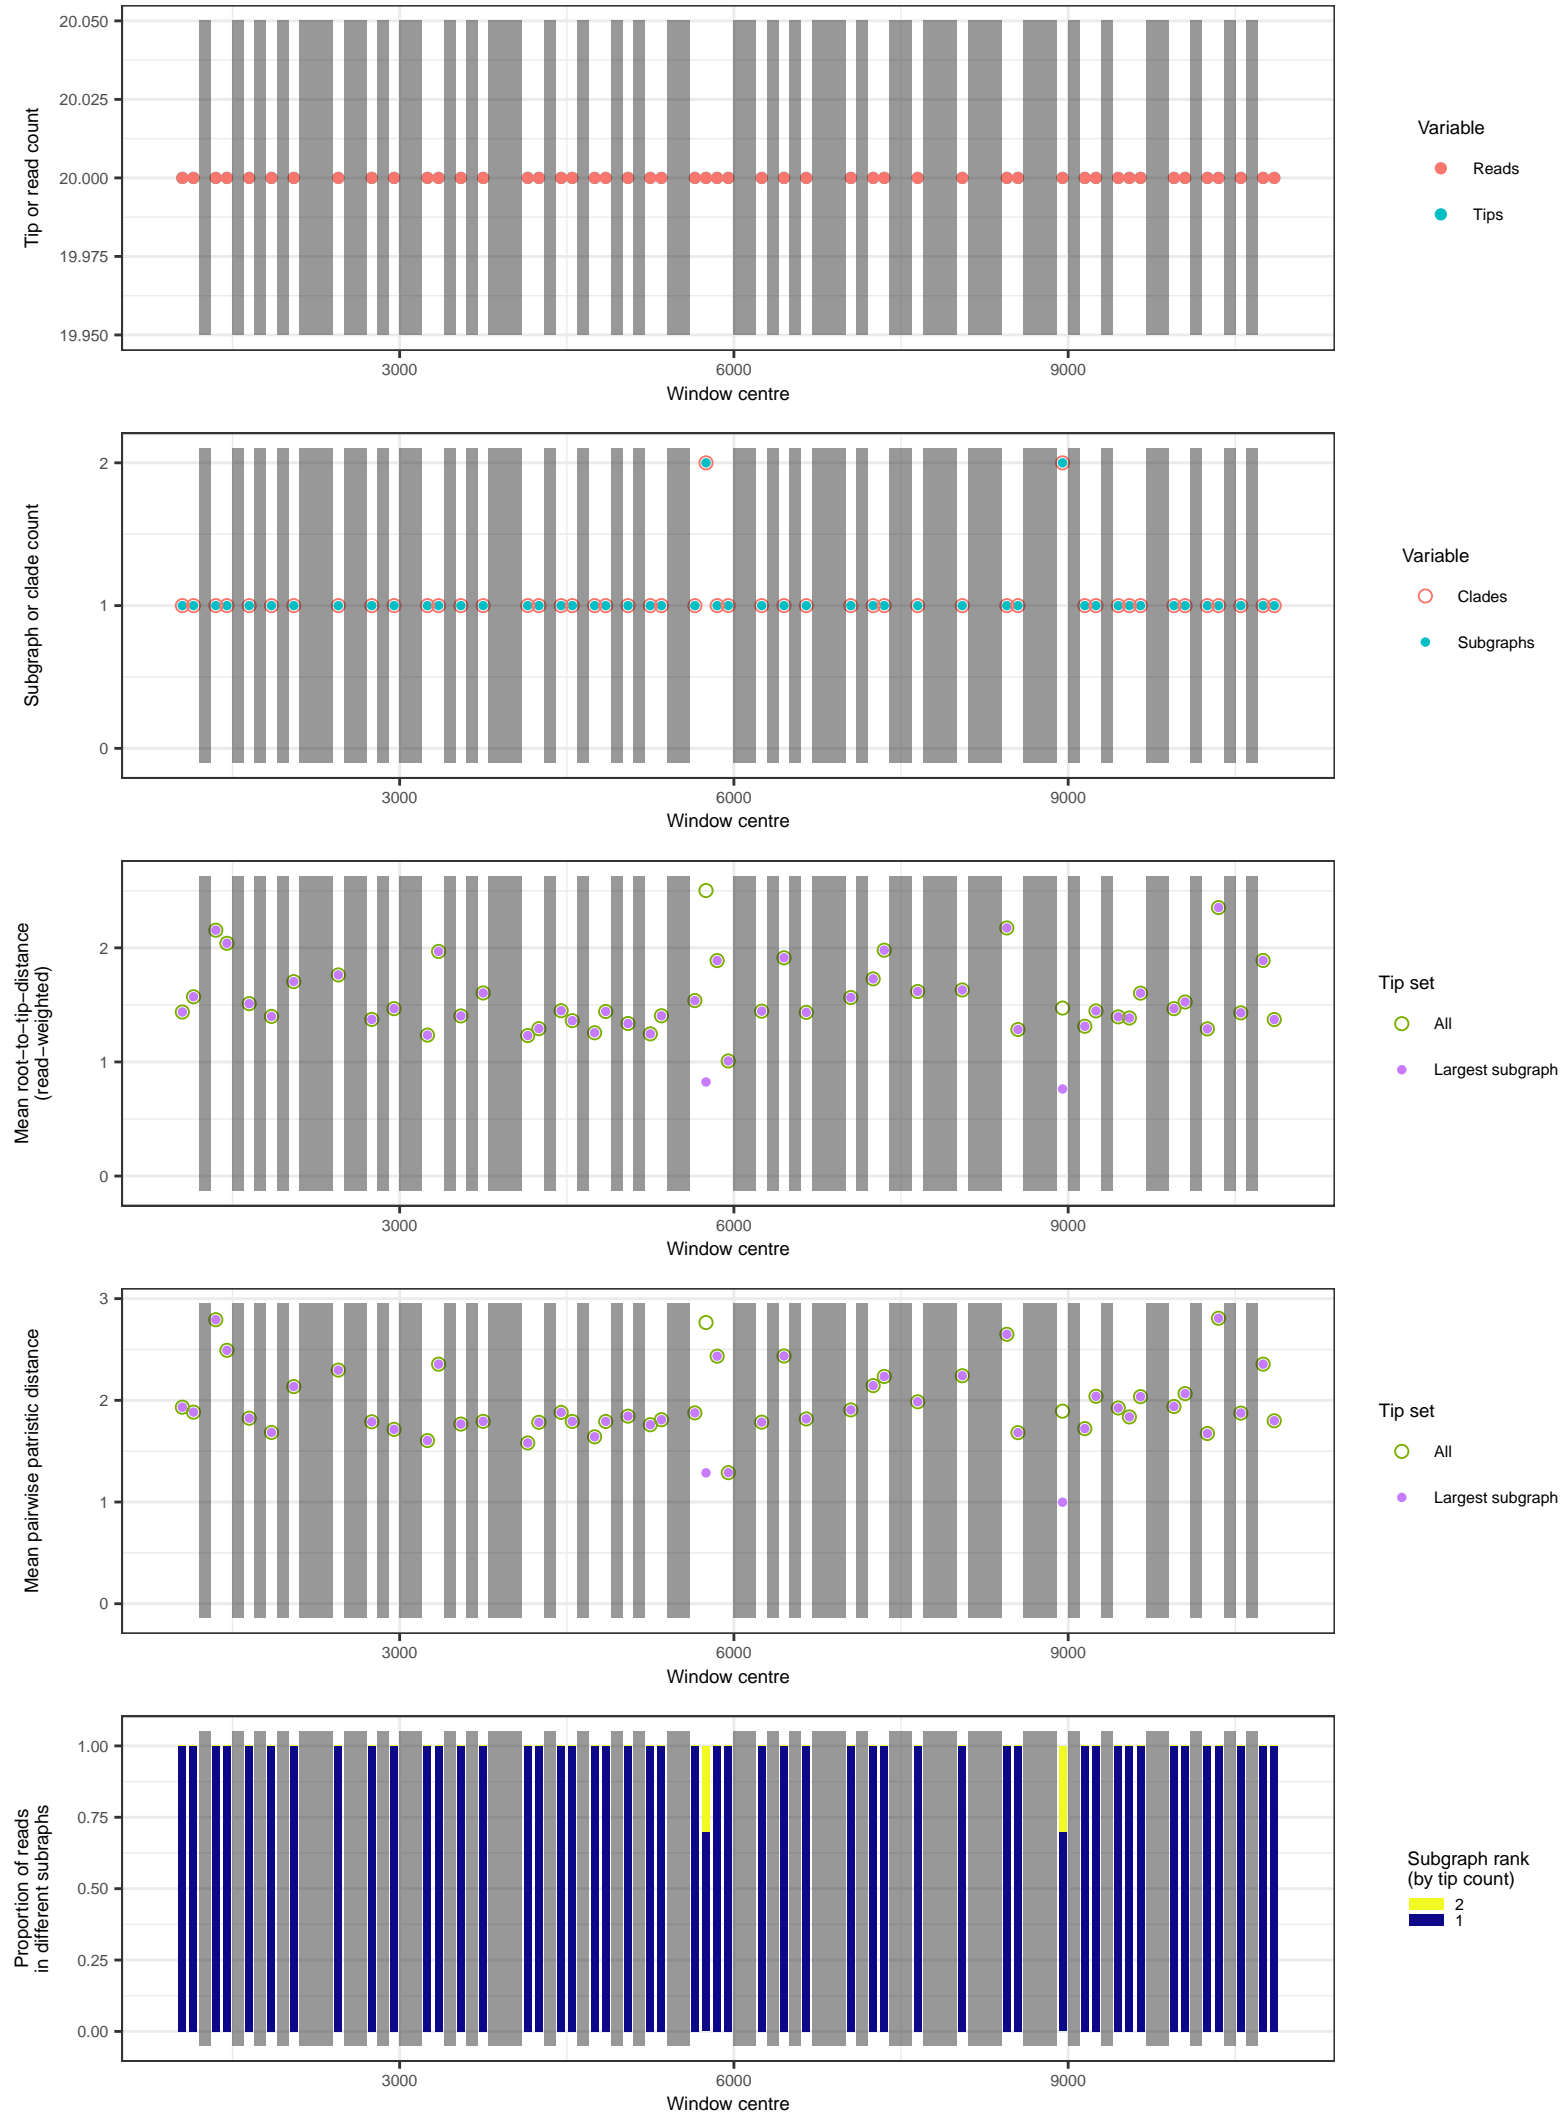 20.050
20.025
20.000
19.975
19.950
Tip or read count
3000
6000
9000
Window centre
Variable
Reads
Tips
2
1
0
Subgraph or clade count
3000
6000
9000
Window centre
Variable
Clades
Subgraphs
2
1
0
Mean root−to−tip−distance
(read−weighted)
3000
6000
9000
Window centre
Tip set
All
Largest subgraph
3
2
1
0
Mean pairwise patristic distance
3000
6000
9000
Window centre
Tip set
All
Largest subgraph
1.00
0.75
0.50
0.25
0.00
Proportion of reads
in different subraphs
3000
6000
9000
Window centre
Subgraph rank
(by tip count)
2
1